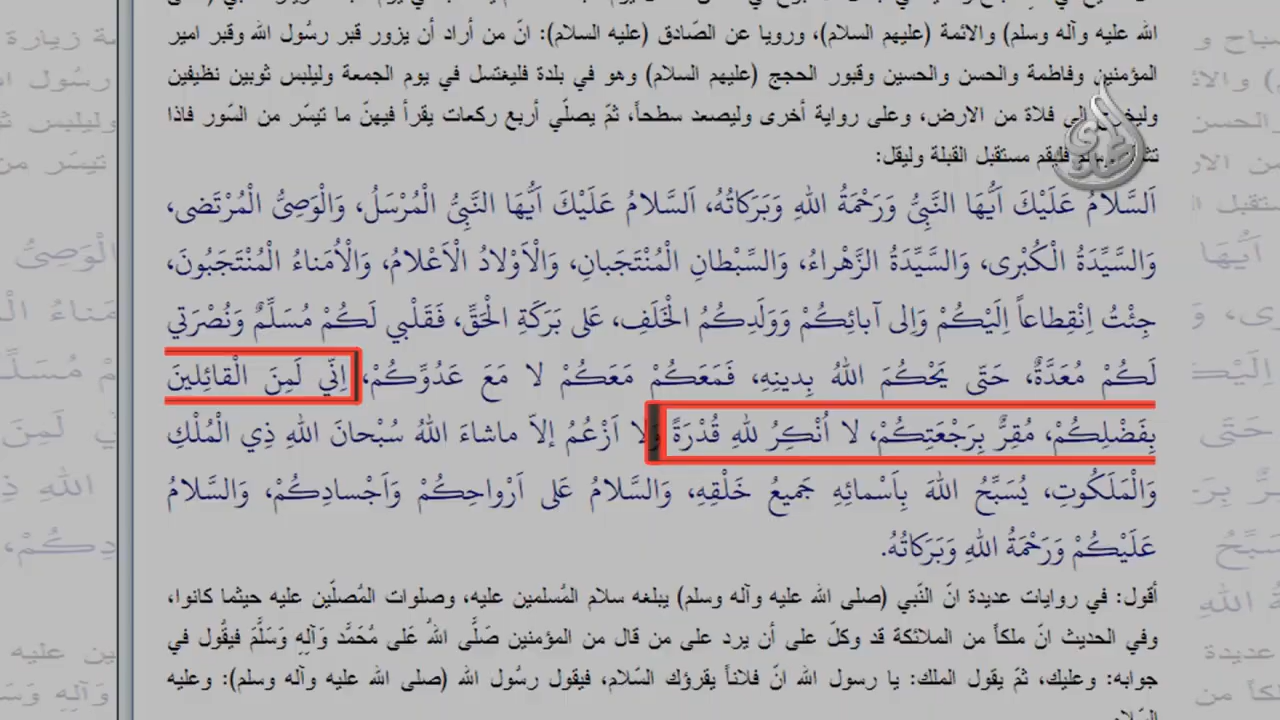 الله عليه وآله وسلم) والائمة (عليهم السلام)، ورويا عن الصّادق (عليه السلام): انّ من أراد أن يزور قبر رسُول الله وقبر امير
المؤمنين وفاطمة والحسن والحسين وقبور الحجج (عليهم السلام) وهو في بلدة فليغتسل في يوم الجمعة وليلبس ثوبين نظيفين
وليخرج إلى فلاة من الارض، وعلى رواية أخرى وليصعد سطحاً، ثمّ يصلّي أربع ركعات يقرأ فيهنّ ما تيسّر من السّور فاذا
مستقبل القبلة وليقل:
اَلسَّلامُ عَلَيْكَ اَيُّهَا النَّبِيُّ وَرَحْمَةُ اللهِ وَبَرَكاتُهُ، اَلسَّلامُ عَلَيْكَ اَيُّهَا النَّبِيُّ الْمُرْسَلُ، وَالْوَصِيُّ الْمُرْتَضى،
وَالسَّيِّدَةُ الْكُبْرى، وَالسَّيِّدَةُ الزَّهْراءُ، وَالسِّبْطانِ الْمُنْتَجَبانِ، وَالْاَوْلادُ الْاَعْلامُ، وَالْاُمَناءُ الْمُنْتَجَبُونَ،
جِئْتُ اِنْقِطاعاً اِلَيْكُمْ وَاِلى آبائِكُمْ وَوَلَدِكُمُ الْخَلَفِ، عَلى بَرَكَةِ الْحَقِّ، فَقَلْبي لَكُمْ مُسَلِّمٌ وَنُصْرَتي
لَكُمْ مُعَدَّةٌ، حَتّى يَحْكُمَ اللهُ بِدينِهِ، فَمَعَكُمْ مَعَكُمْ لا مَعَ عَدُوِّكُمْ، اِنّي لَمِنَ الْقائِلينَ
بِفَضْلِكُمْ، مُقِرٌّ بِرَجْعَتِكُمْ، لا اُنْكِرُ للهِ قُدْرَةً وَلا اَزْعُمُ إلاّ ماشاءَ اللهُ سُبْحانَ اللهِ ذِي الْمُلْكِ
وَالْمَلَكُوتِ، يُسَبِّحُ اللهَ بِاَسْمائِهِ جَميعُ خَلْقِهِ، وَالسَّلامُ عَلى اَرْواحِكُمْ وَاَجْسادِكُمْ، وَالسَّلامُ
عَلَيْكُمْ وَرَحْمَةُ اللهِ وَبَرَكاتُهُ.
أقول: في روايات عديدة انّ النّبي (صلى الله عليه وآله وسلم) يبلغه سلام المُسلمين عليه، وصلوات المُصلّين عليه حيثما كانوا،
وفي الحديث انّ ملكاً من الملائكة قد وكلّ على أن يرد على من قال من المؤمنين صَلَّى اللهُ عَلى مُحَمَّد وَآلِهِ وَسَلَّمَ فيقُول في
جوابه: وعليك، ثمّ يقول الملك: يا رسول الله انّ فلاناً يقرؤك السّلام، فيقول رسُول الله (صلى الله عليه وآله وسلم): وعليه